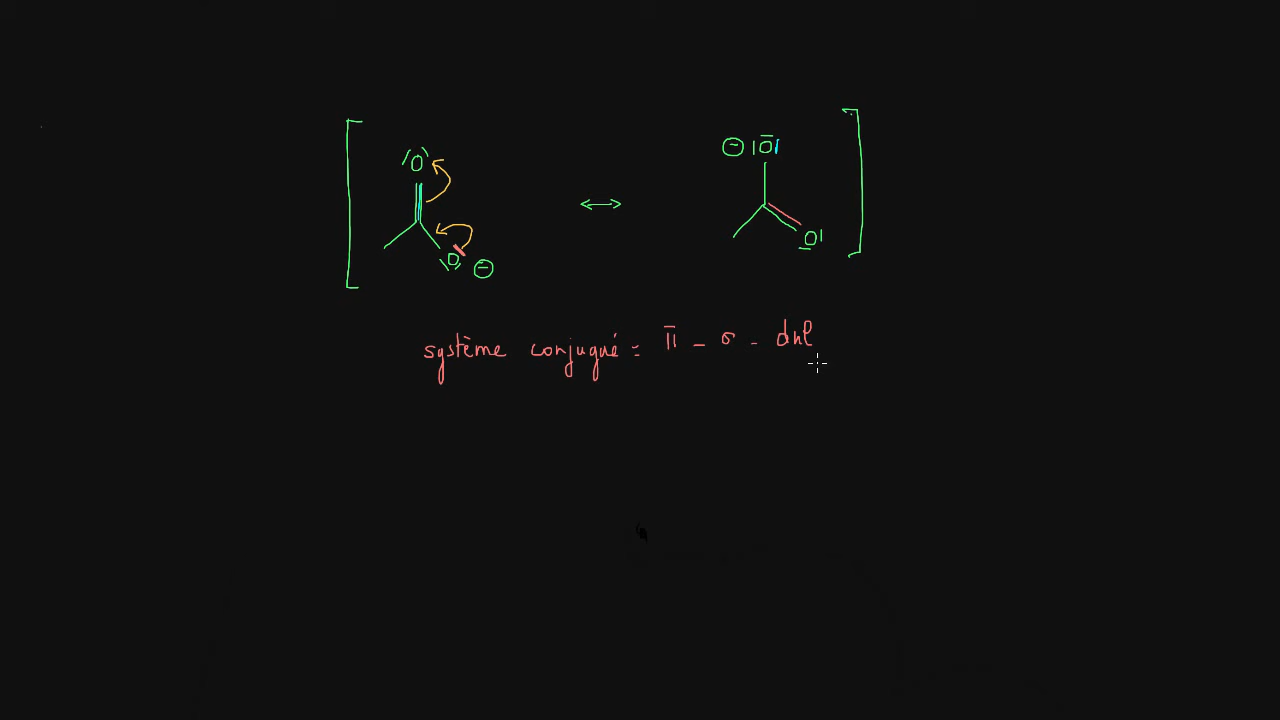 O
⊖ |O|
O
⊖
O|
système conjugué = π - σ - dnl